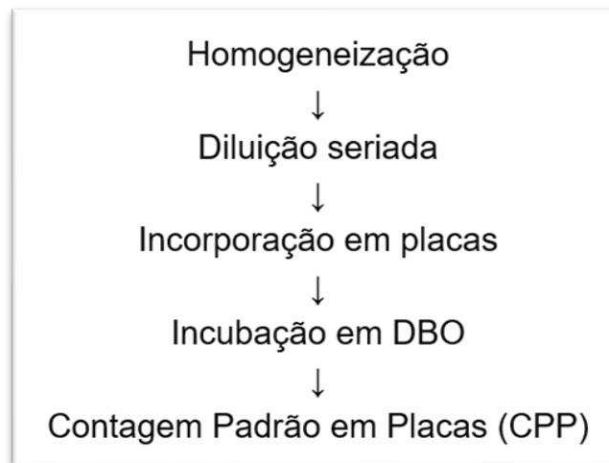 Homogeneização
↓
Diluição seriada
↓
Incorporação em placas
↓
Incubação em DBO
↓
Contagem Padrão em Placas (CPP)